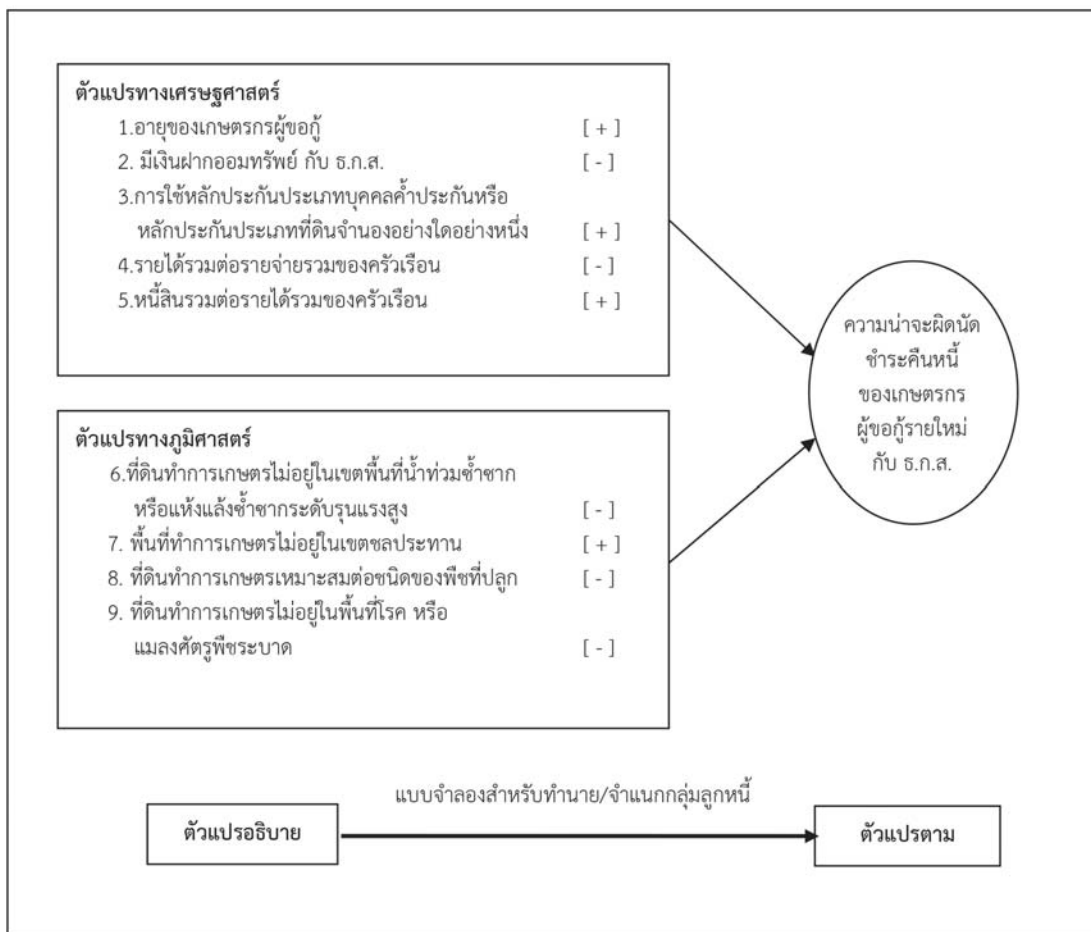 ตัวแปรทางเศรษฐศาสตร์
1.อายุของเกษตรกรผู้ขอกู้ [ + ]
2. มีเงินฝากออมทรัพย์ กับ ธ.ก.ส. [ - ]
3.การใช้หลักประกันประเภทบุคคลค้ำประกันหรือ
หลักประกันประเภทที่ดินจำนองอย่างใดอย่างหนึ่ง [ + ]
4.รายได้รวมต่อรายจ่ายรวมของครัวเรือน [ - ]
5.หนี้สินรวมต่อรายได้รวมของครัวเรือน [ + ]
ตัวแปรทางภูมิศาสตร์
6.ที่ดินทำการเกษตรไม่อยู่ในเขตพื้นที่น้ำท่วมซ้ำซาก
หรือแห้งแล้งซ้ำซากระดับรุนแรงสูง [ - ]
7. พื้นที่ทำการเกษตรไม่อยู่ในเขตชลประทาน [ + ]
8. ที่ดินทำการเกษตรเหมาะสมต่อชนิดของพืชที่ปลูก [ - ]
9. ที่ดินทำการเกษตรไม่อยู่ในพื้นที่โรค หรือ
แมลงศัตรูพืชระบาด [ - ]
ความน่าจะผิดนัด
ชำระคืนหนี้
ของเกษตรกร
ผู้ขอกู้รายใหม่
กับ ธ.ก.ส.
แบบจำลองสำหรับทำนาย/จำแนกกลุ่มลูกหนี้
ตัวแปรอธิบาย
ตัวแปรตาม